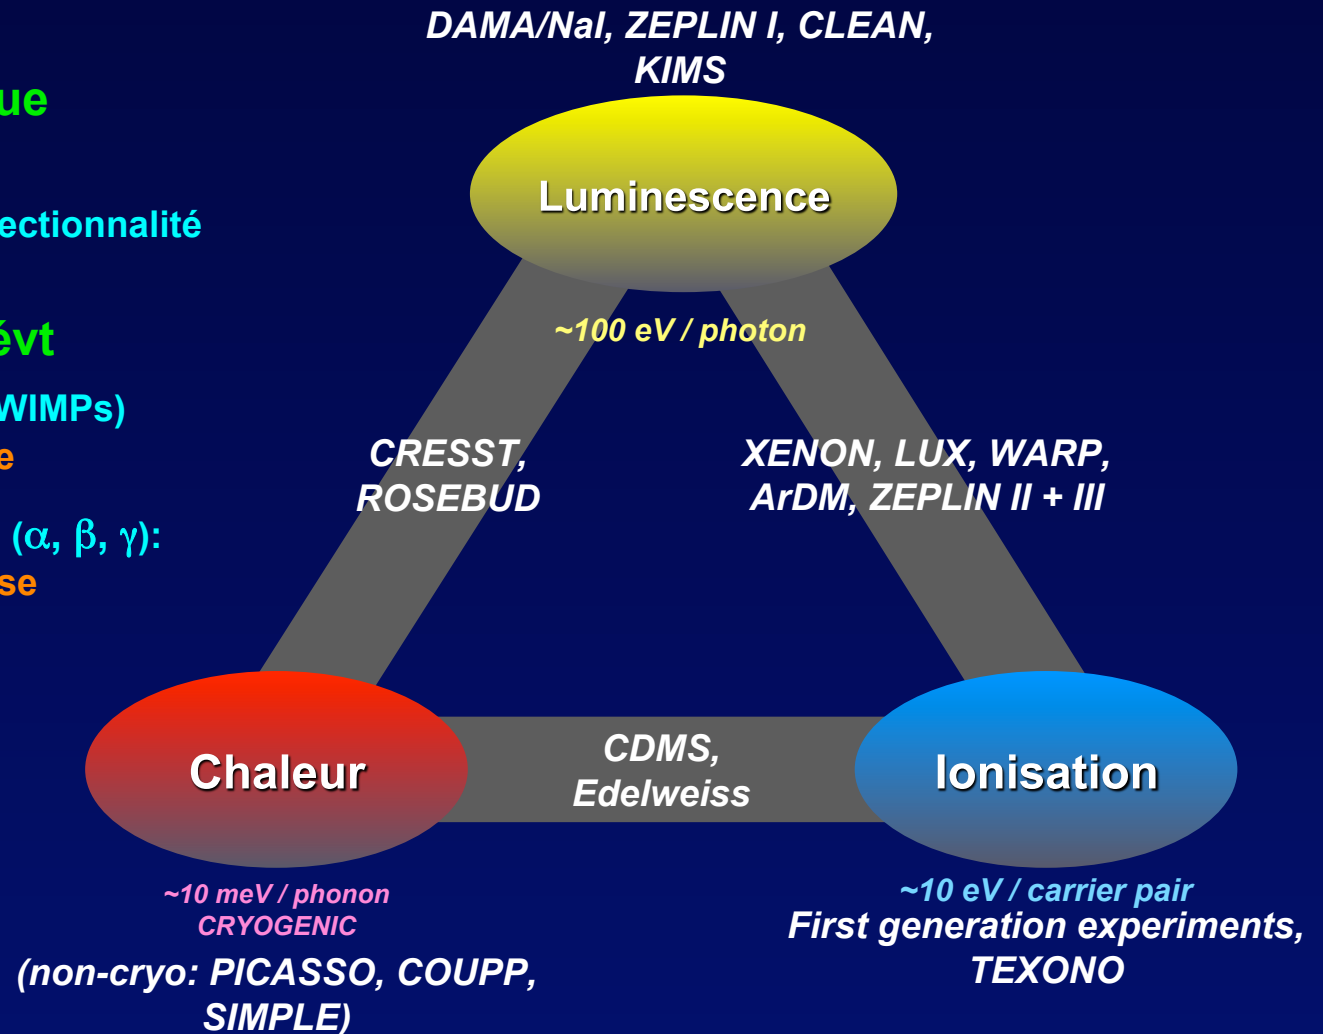 DAMA/NaI, ZEPLIN I, CLEAN,
KIMS
ue
Luminescence
ectionnalité
~100 eV / photon
évt
WIMPs)
e
CRESST,
ROSEBUD
XENON, LUX, WARP,
ArDM, ZEPLIN II + III
(α, β, γ):
se
Chaleur
CDMS,
Edelweiss
Ionisation
~10 meV / phonon
CRYOGENIC
(non-cryo: PICASSO, COUPP,
SIMPLE)
~10 eV / carrier pair
First generation experiments,
TEXONO